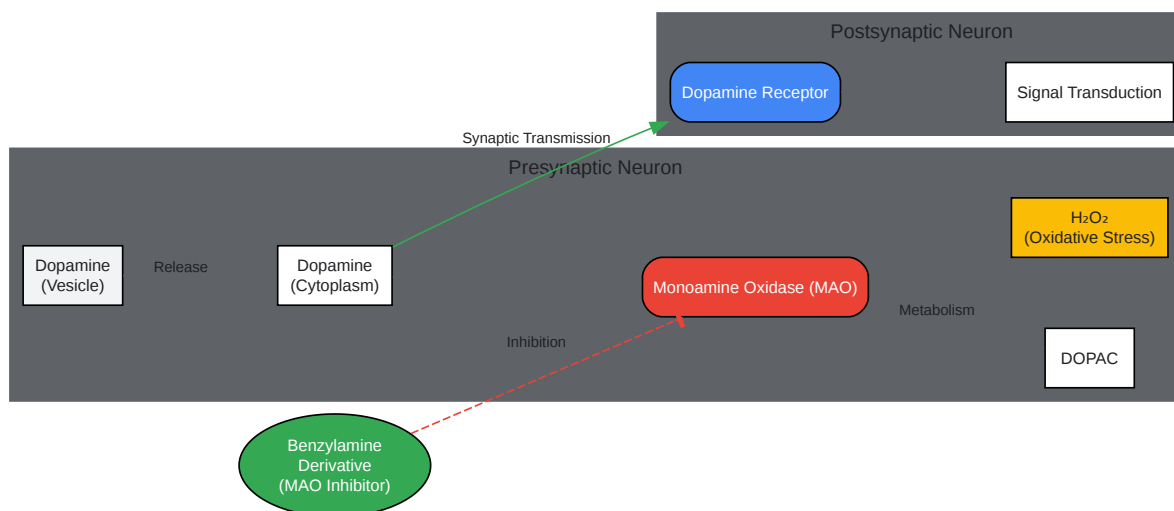 Postsynaptic Neuron
Dopamine Receptor
Signal Transduction
Synaptic Transmission
Presynaptic Neuron
H₂O₂
(Oxidative Stress)
Dopamine
(Vesicle)
Release
Dopamine
(Cytoplasm)
Monoamine Oxidase (MAO)
Metabolism
Inhibition
DOPAC
Benzylamine
Derivative
(MAO Inhibitor)